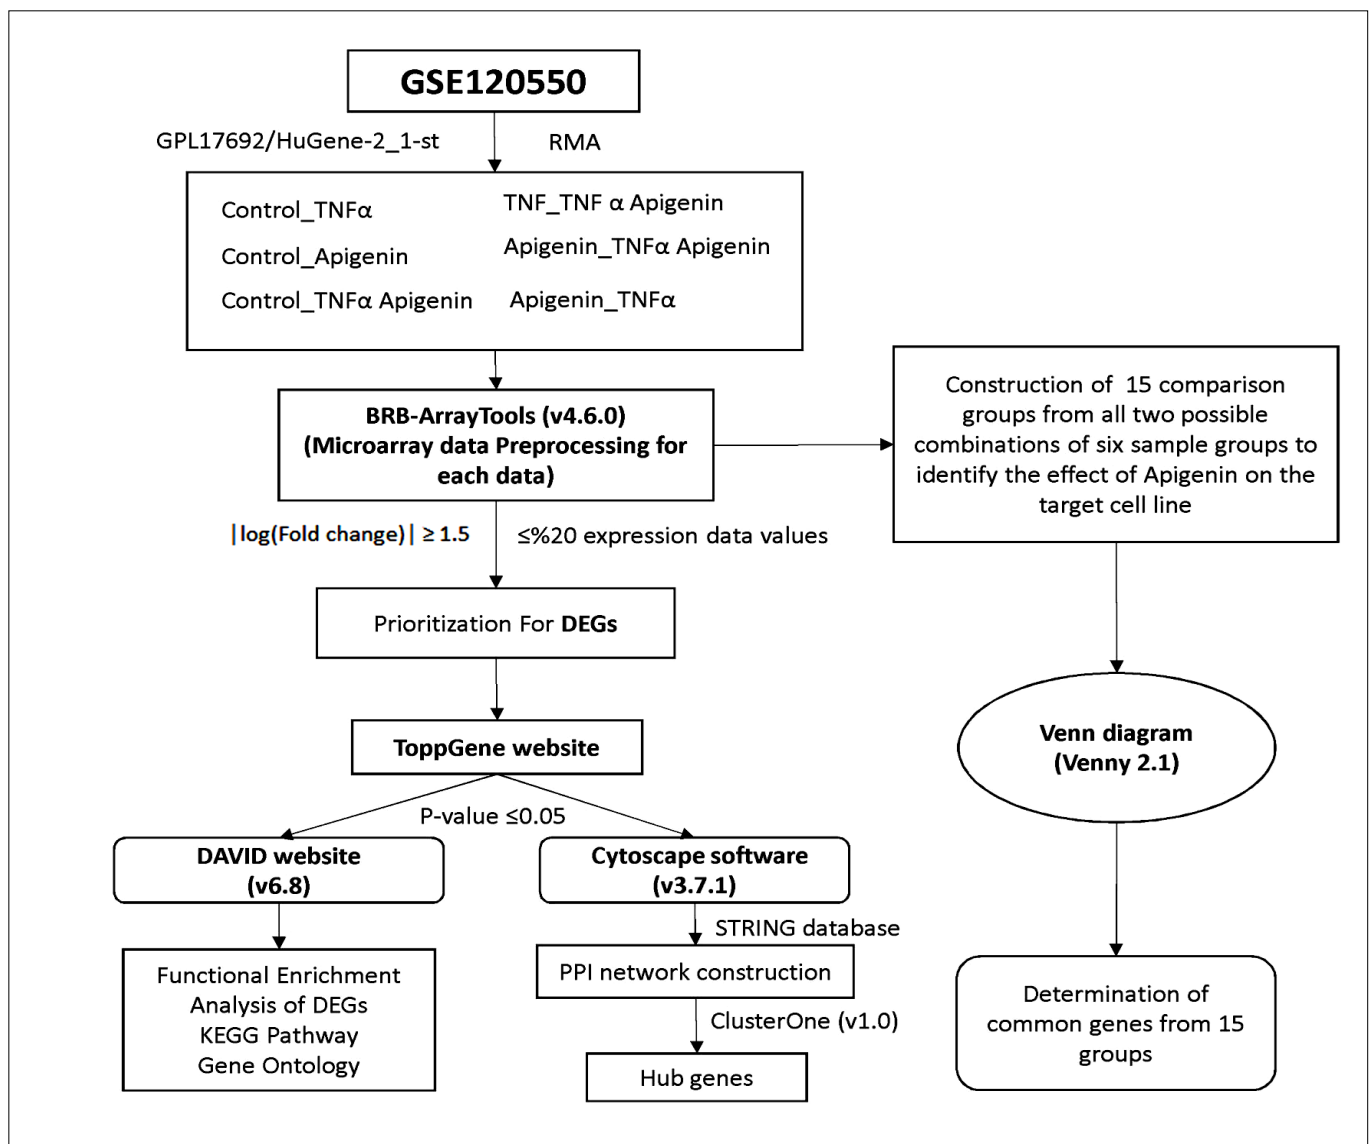 GSE120550
GPL17692/HuGene-2_1-st
RMA
Control_TNFα
TNF_TNF α Apigenin
Control_Apigenin
Apigenin_TNFα Apigenin
Control_TNFα Apigenin
Apigenin_TNFα
BRB-ArrayTools (v4.6.0)
(Microarray data Preprocessing for
each data)
Construction of 15 comparison
groups from all two possible
combinations of six sample groups to
identify the effect of Apigenin on the
target cell line
|log(Fold change)| ≥ 1.5
≤%20 expression data values
Prioritization For DEGs
ToppGene website
Venn diagram
(Venny 2.1)
P-value ≤0.05
DAVID website
(v6.8)
Cytoscape software
(v3.7.1)
STRING database
Functional Enrichment
Analysis of DEGs
KEGG Pathway
Gene Ontology
PPI network construction
ClusterOne (v1.0)
Hub genes
Determination of
common genes from 15
groups